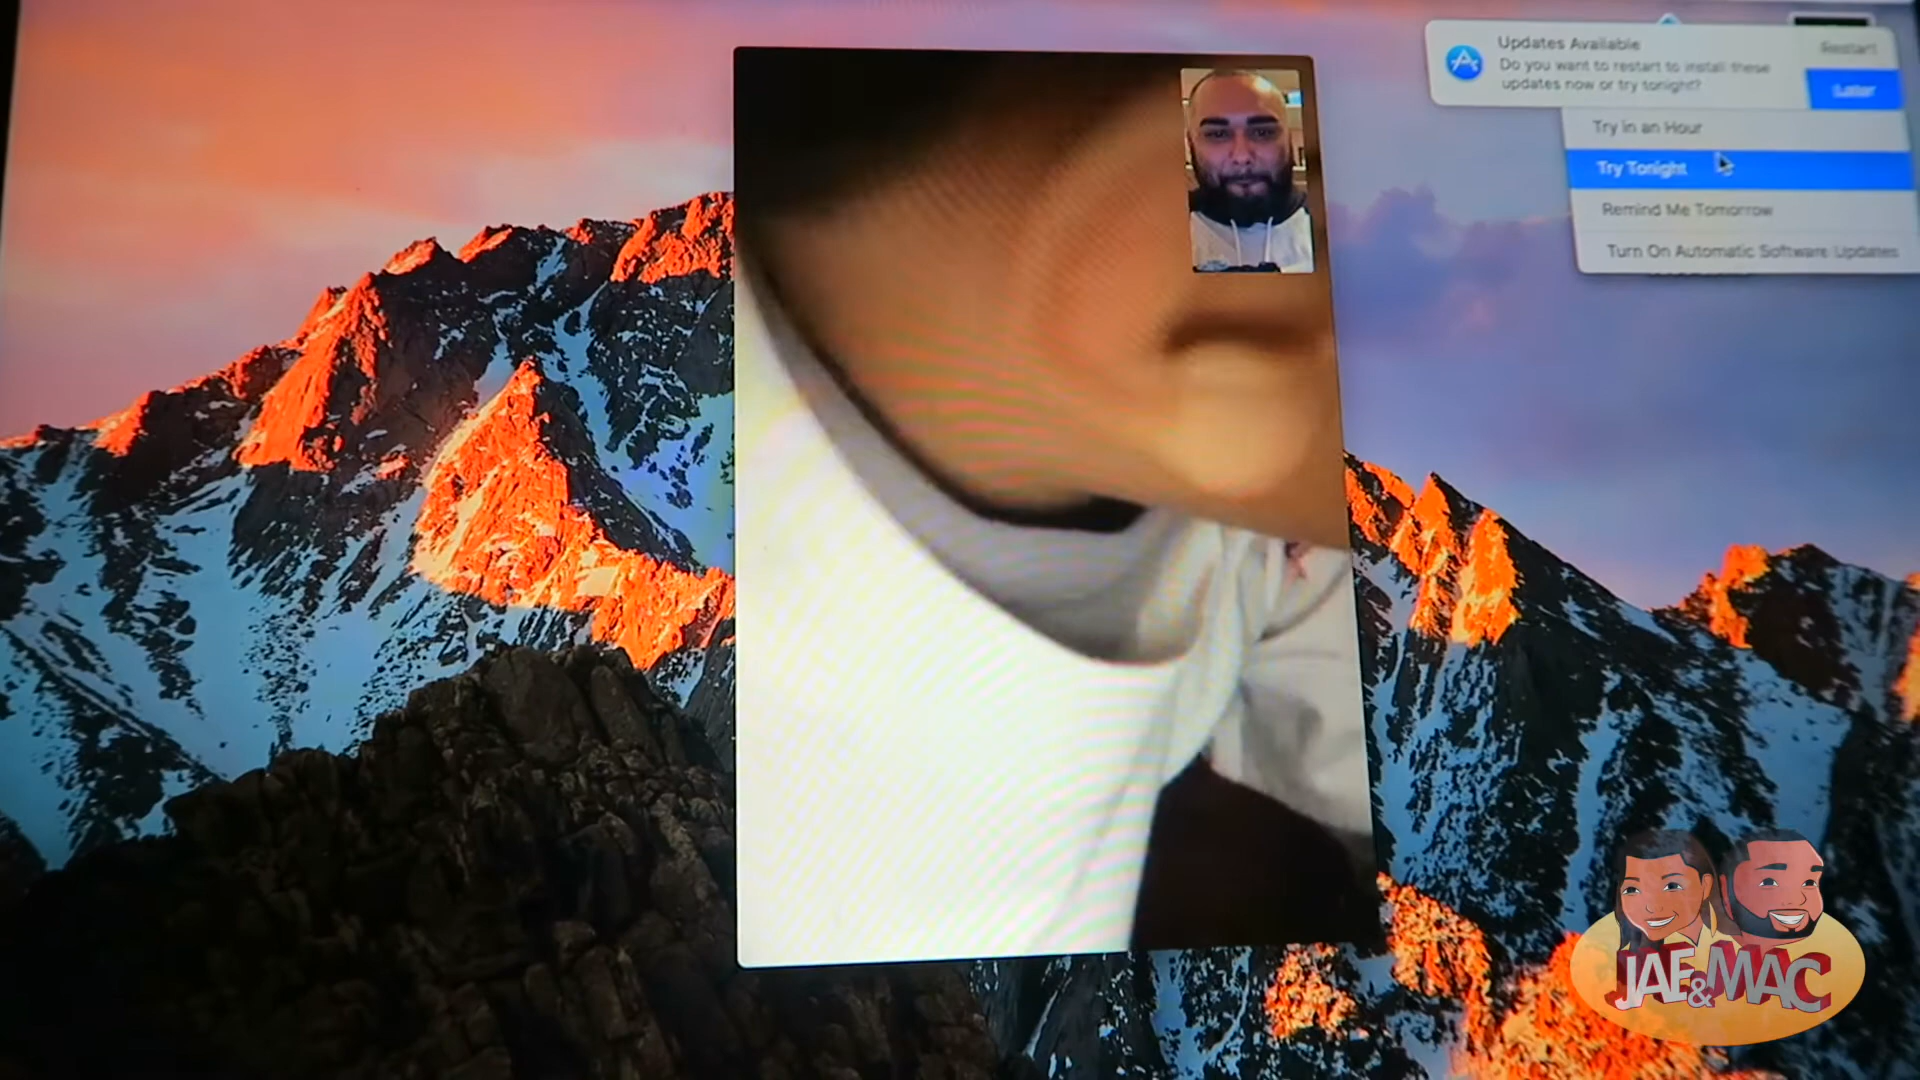 Updates Available
Restart
Do you want to restart to install these
updates now or try tonight?
Later
Try in an Hour
Try Tonight
Remind Me Tomorrow
Turn On Automatic Software Updates
JAE & MAC